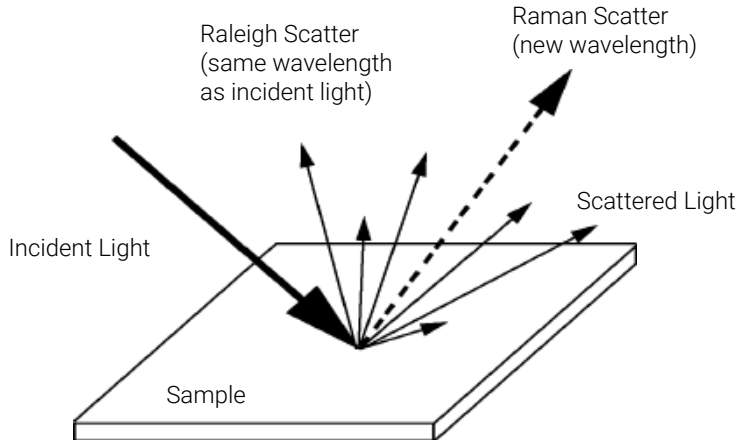 Raleigh Scatter
(same wavelength
as incident light)
Raman Scatter
(new wavelength)
Scattered Light
Incident Light
Sample